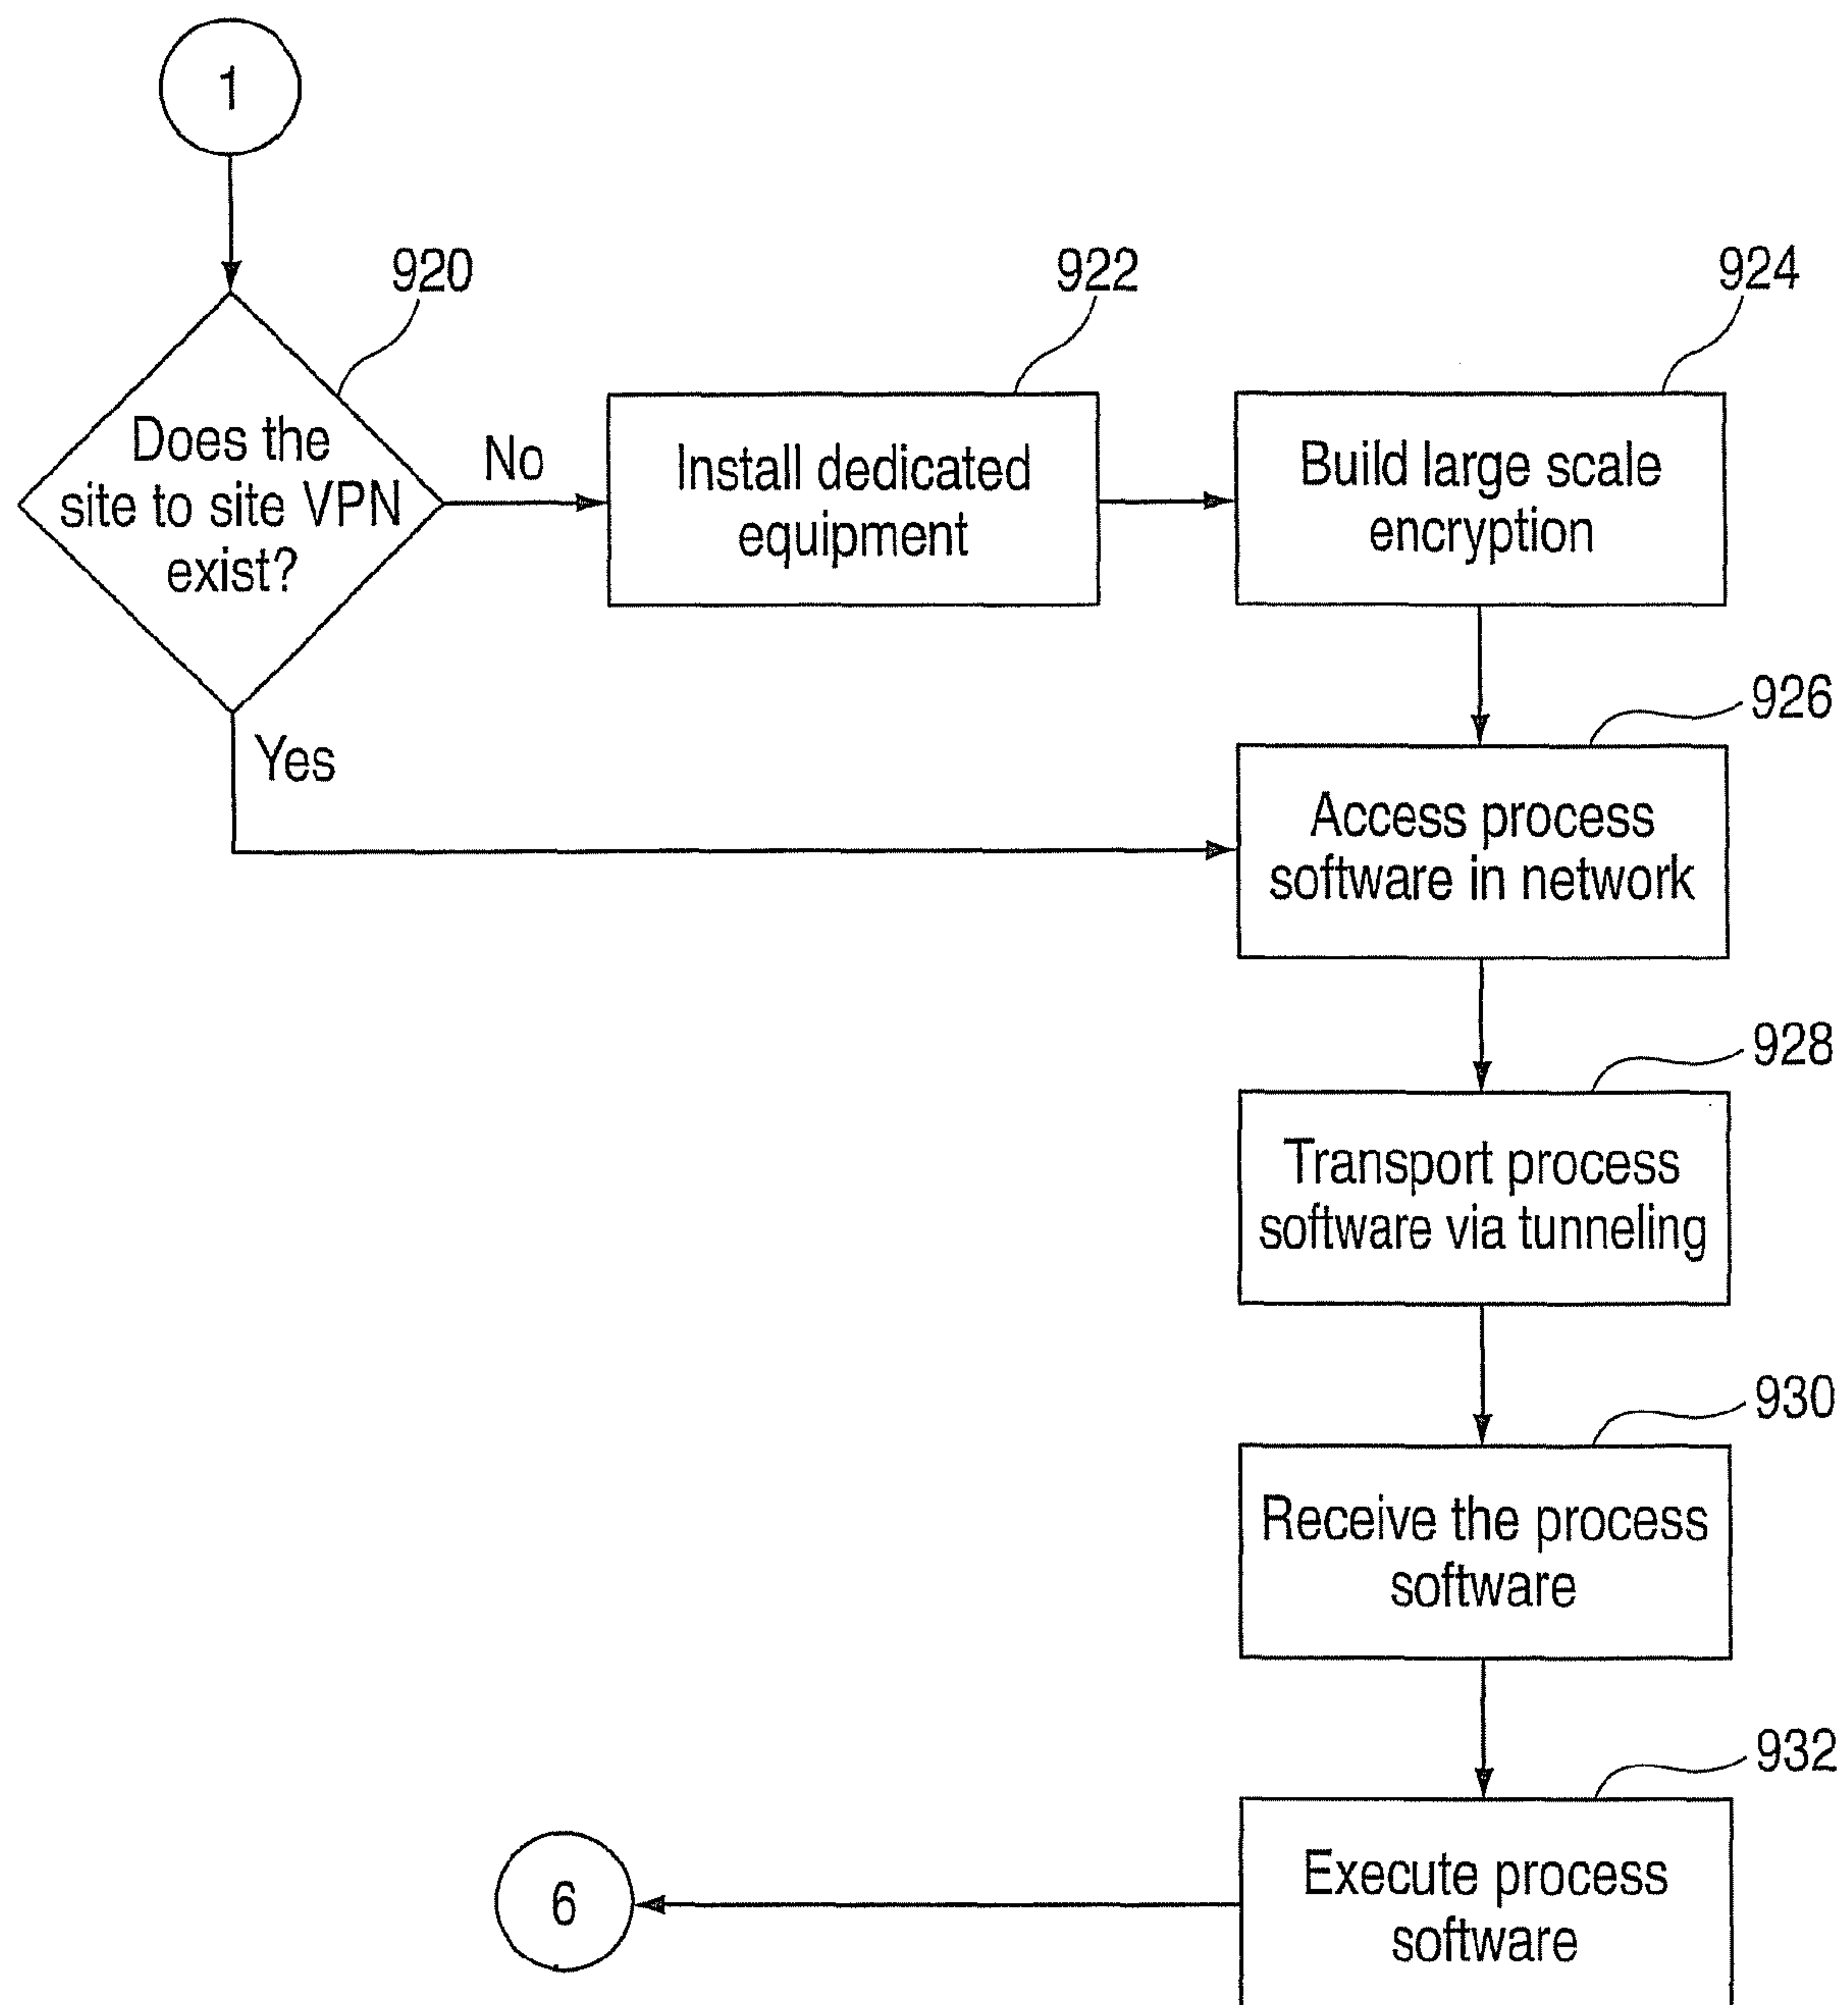 1
920
922
924
Does the
site to site VPN
exist?
No
Install dedicated
equipment
Build large scale
encryption
Yes
926
Access process
software in network
928
Transport process
software via tunneling
930
Receive the process
software
932
Execute process
software
6